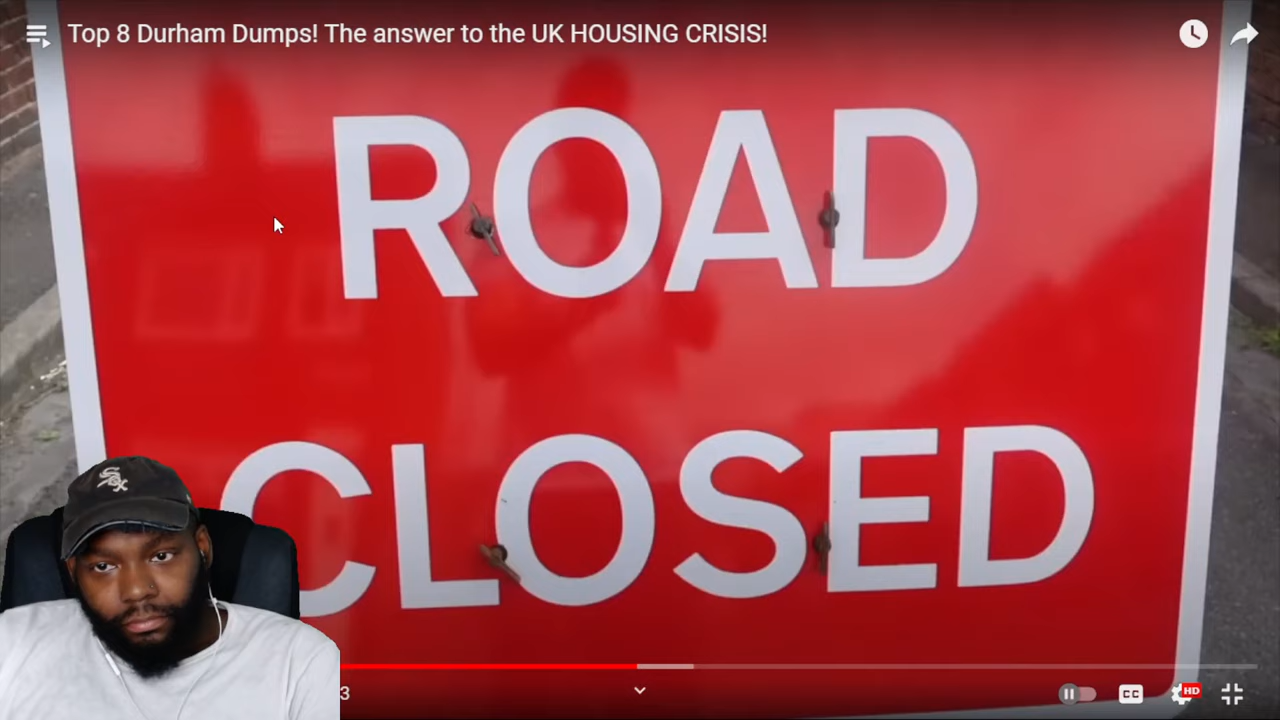 Top 8 Durham Dumps! The answer to the UK HOUSING CRISIS!
ROAD
CLOSED
Sox
3
CC
HD